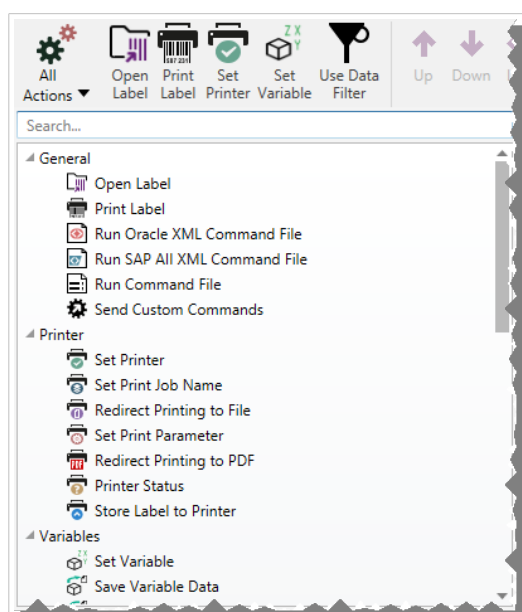 All Actions
Open Label
Print Label
Set Printer
Set Variable
Use Data Filter
Up
Down
Search...
General
Open Label
Print Label
Run Oracle XML Command File
Run SAP AII XML Command File
Run Command File
Send Custom Commands
Printer
Set Printer
Set Print Job Name
Redirect Printing to File
Set Print Parameter
Redirect Printing to PDF
Printer Status
Store Label to Printer
Variables
Set Variable
Save Variable Data